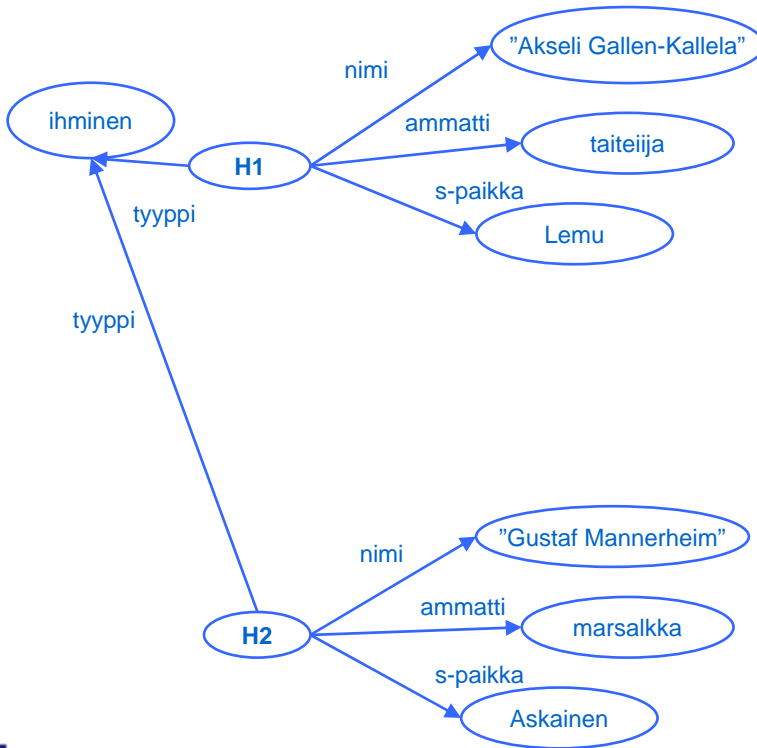 ”Akseli Gallen-Kallela”
nimi
ihminen
ammatti
taiteiija
H1
s-paikka
tyyppi
Lemu
tyyppi
”Gustaf Mannerheim”
nimi
ammatti
H2
marsalkka
s-paikka
Askainen